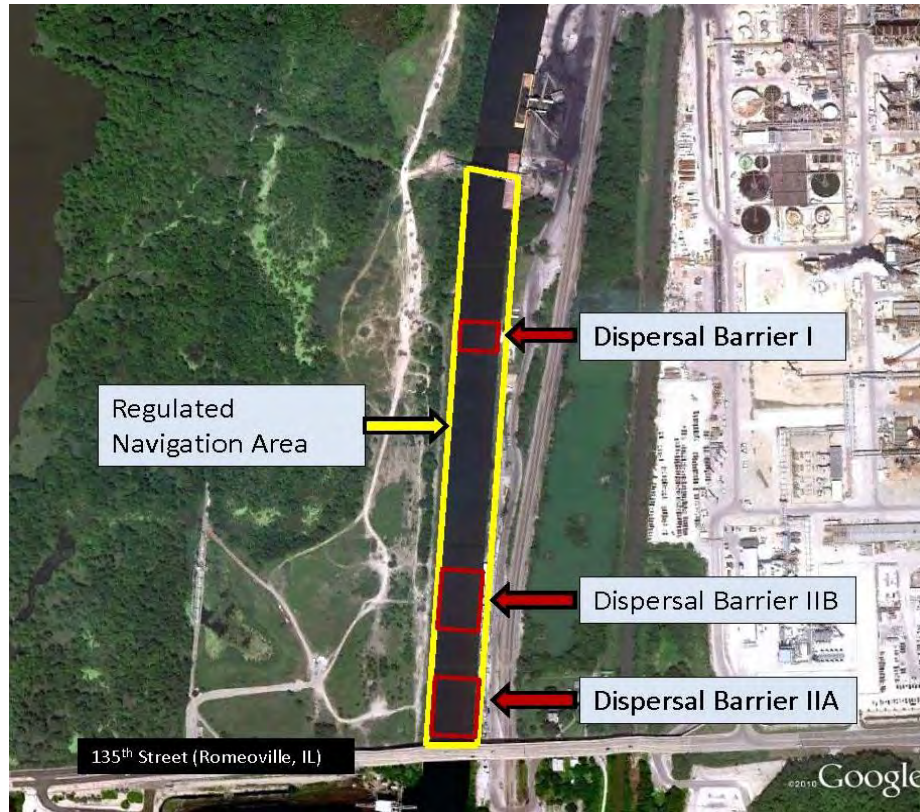 Dispersal Barrier I
Regulated
Navigation Area
Dispersal Barrier IIB
Dispersal Barrier IIA
135th Street (Romeoville, IL)
©2010 Google